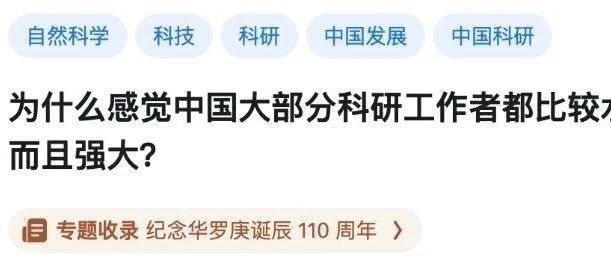 自然科学 科技 科研 中国发展 中国科研
为什么感觉中国大部分科研工作者都比较
而且强大?
专题收录 纪念华罗庚诞辰 110 周年